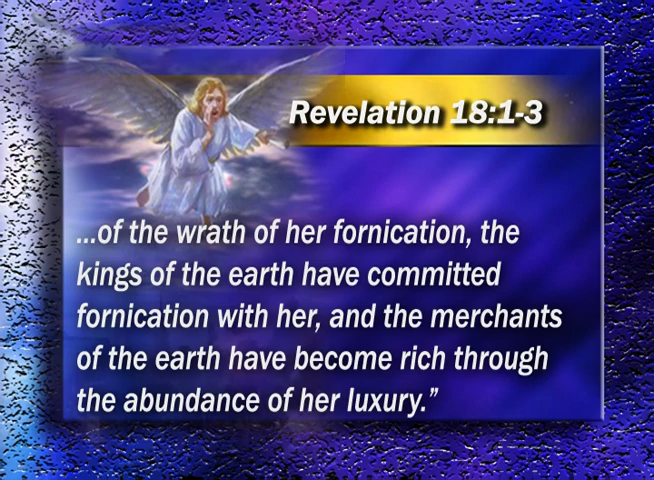 Revelation 18:1-3
...of the wrath of her fornication, the
kings of the earth have committed
fornication with her, and the merchants
of the earth have become rich through
the abundance of her luxury.”